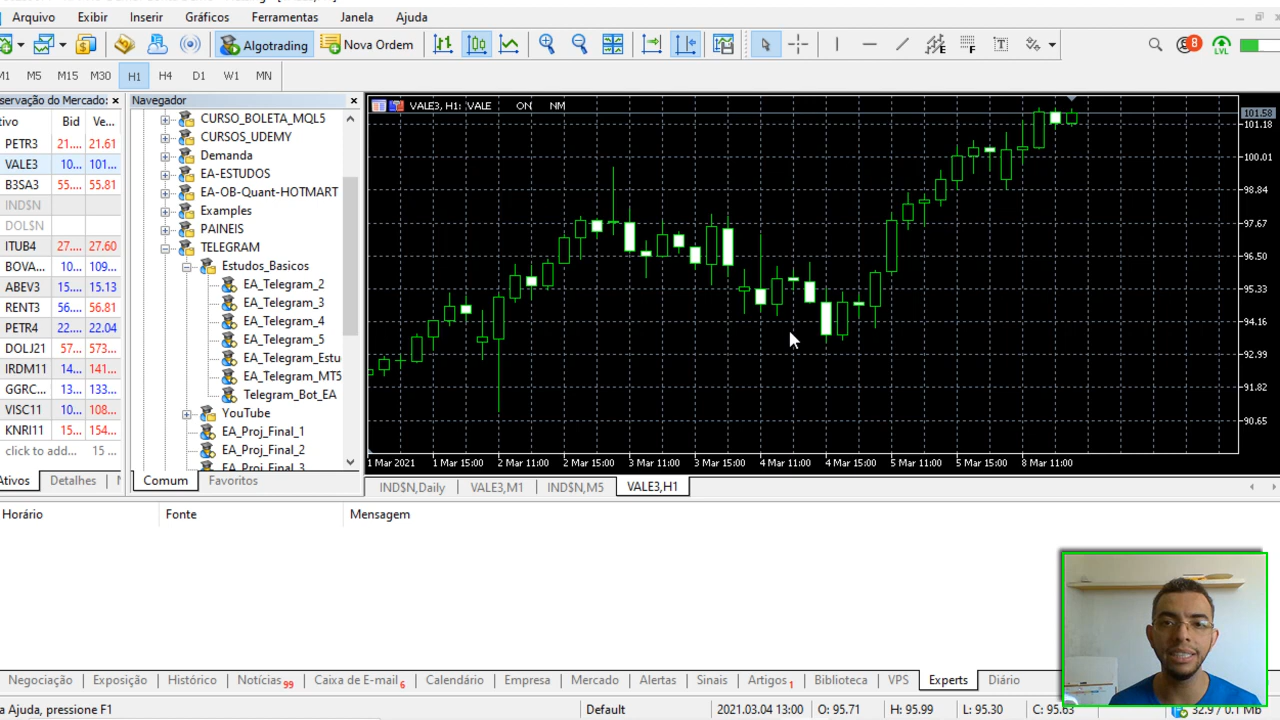 Arquivo Exibir Inserir Gráficos Ferramentas Janela Ajuda
Algotrading Nova Ordem 8 LVL
M1 M5 M15 M30 H1 H4 D1 W1 MN
servação do Mercado:
tivo Bid Ve...
PETR3 21.... 21.61
VALE3 10... 101...
B3SA3 55.... 55.81
IND$N
DOL$N
ITUB4 27.... 27.60
BOVA... 10... 109...
ABEV3 15.... 15.13
RENT3 56.... 56.81
PETR4 22.... 22.04
DOLJ21 57... 573...
IRDM11 14... 141...
GGRC... 13... 133...
VISC11 10... 108...
KNRI11 15... 154...
click to add... 15 ...
Ativos Detalhes
Navegador
CURSO_BOLETA_MQL5
CURSOS_UDEMY
Demanda
EA-ESTUDOS
EA-OB-Quant-HOTMART
Examples
PAINEIS
TELEGRAM
Estudos_Basicos
EA_Telegram_2
EA_Telegram_3
EA_Telegram_4
EA_Telegram_5
EA_Telegram_Estu
EA_Telegram_MT5
Telegram_Bot_EA
YouTube
EA_Proj_Final_1
EA_Proj_Final_2
EA_Proj_Final_3
Comum Favoritos
VALE3, H1: VALE ON NM
101.58
101.18
100.01
98.84
97.67
96.50
95.33
94.16
92.99
91.82
90.65
1 Mar 2021 1 Mar 15:00 2 Mar 11:00 2 Mar 15:00 3 Mar 11:00 3 Mar 15:00 4 Mar 11:00 4 Mar 15:00 5 Mar 11:00 5 Mar 15:00 8 Mar 11:00
IND$N,Daily VALE3,M1 IND$N,M5 VALE3,H1
Horário Fonte Mensagem
Negociação Exposição Histórico Notícias 99 Caixa de E-mail 6 Calendário Empresa Mercado Alertas Sinais Artigos 1 Biblioteca VPS Experts Diário
a Ajuda, pressione F1 Default 2021.03.04 13:00 O: 95.71 H: 95.99 L: 95.30 C: 95.63 32.9 / 0.1 Mb